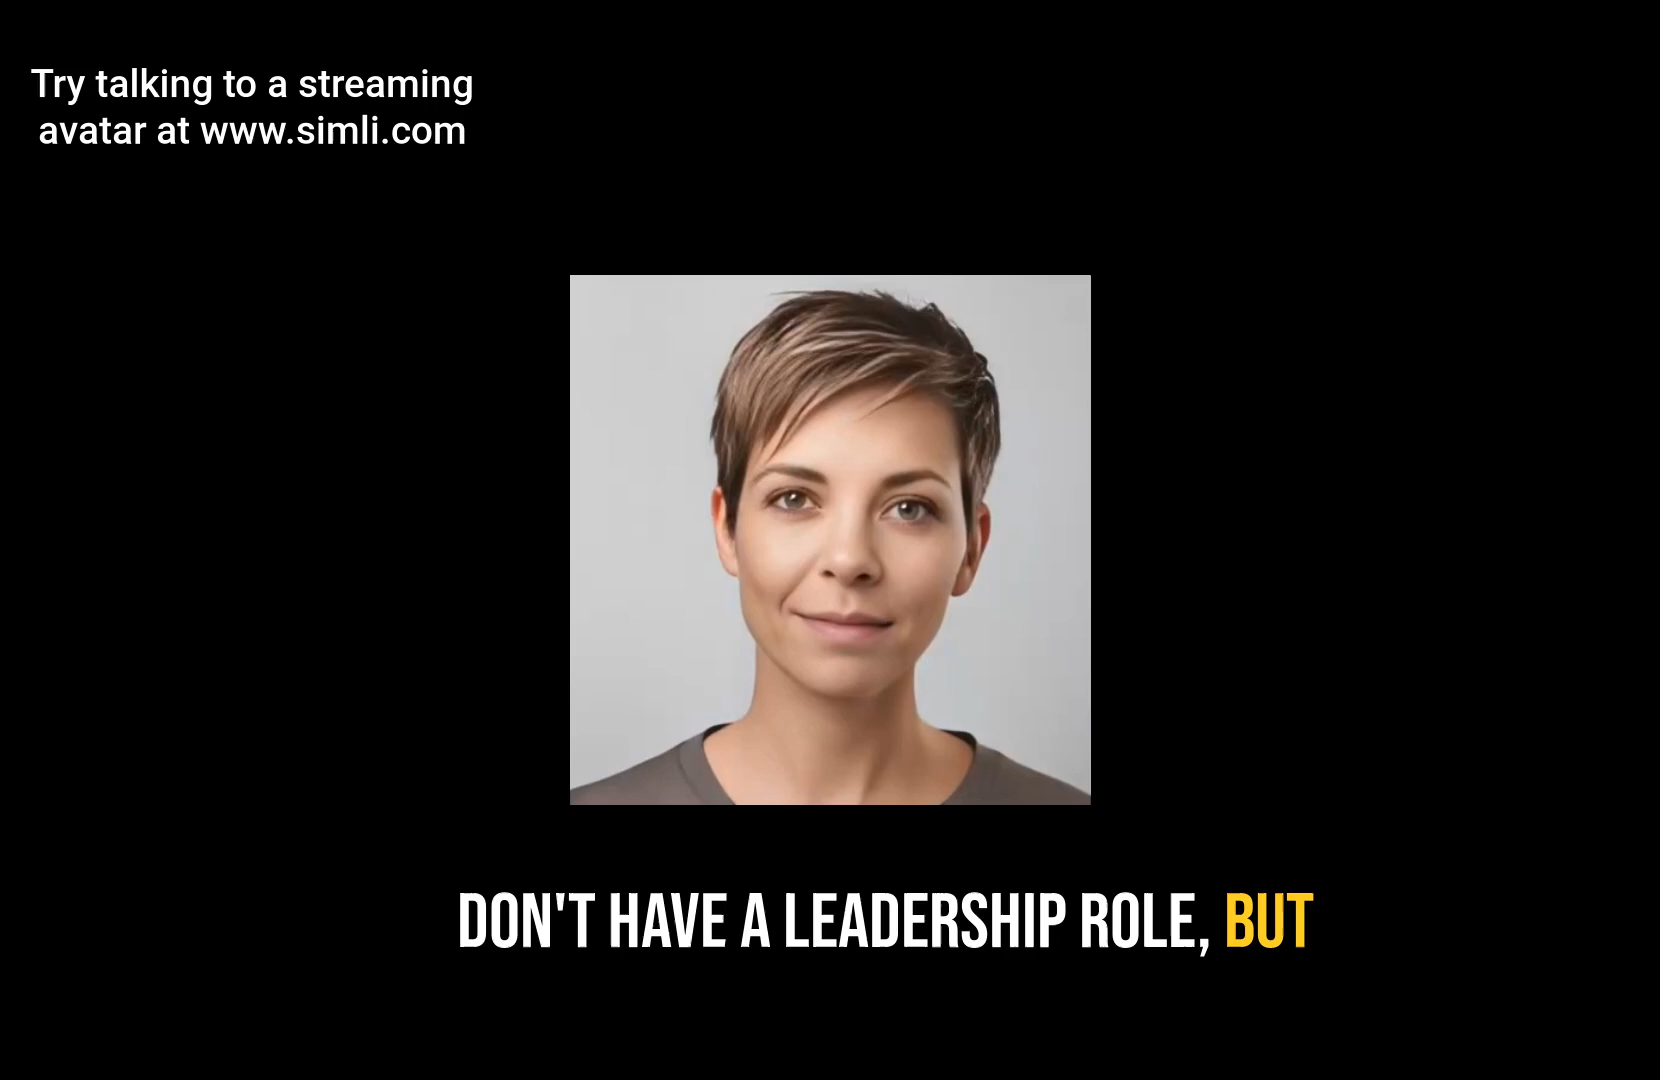 Try talking to a streaming
avatar at www.simli.com
DON'T HAVE A LEADERSHIP ROLE, BUT